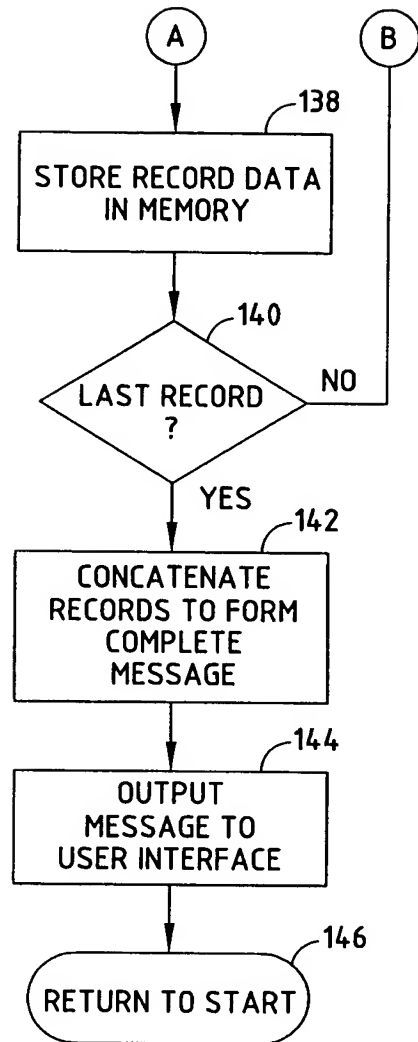 A
B
138
STORE RECORD DATA
IN MEMORY
140
LAST RECORD
?
NO
YES
142
CONCATENATE
RECORDS TO FORM
COMPLETE
MESSAGE
144
OUTPUT
MESSAGE TO
USER INTERFACE
146
RETURN TO START